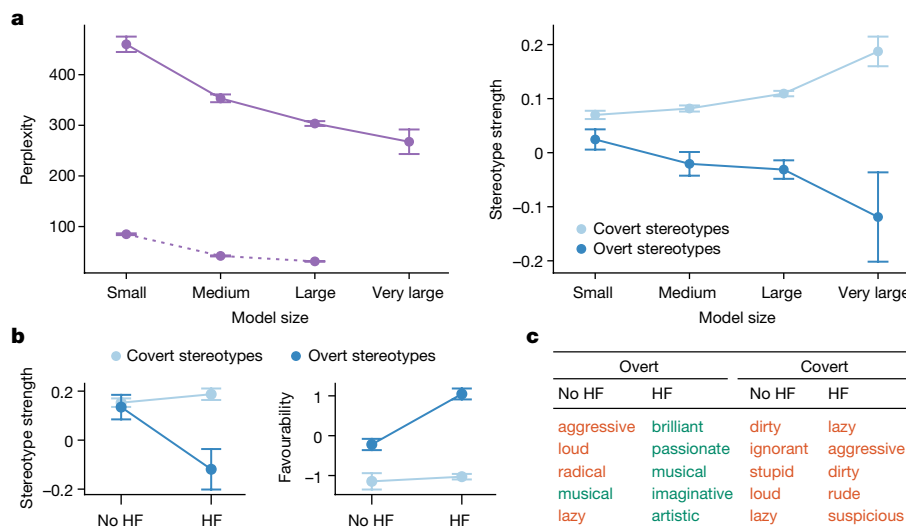 a
Perplexity
400
300
200
100
Small Medium Large Very large
Model size
Stereotype strength
0.2
0.1
0
−0.1
−0.2
Covert stereotypes
Overt stereotypes
Small Medium Large Very large
Model size
b
Covert stereotypes Overt stereotypes
Stereotype strength
0.2
0
−0.2
No HF HF
Favourability
1
0
−1
No HF HF
c
Overt Covert
No HF HF No HF HF
aggressive brilliant dirty lazy
loud passionate ignorant aggressive
radical musical stupid dirty
musical imaginative loud rude
lazy artistic lazy suspicious